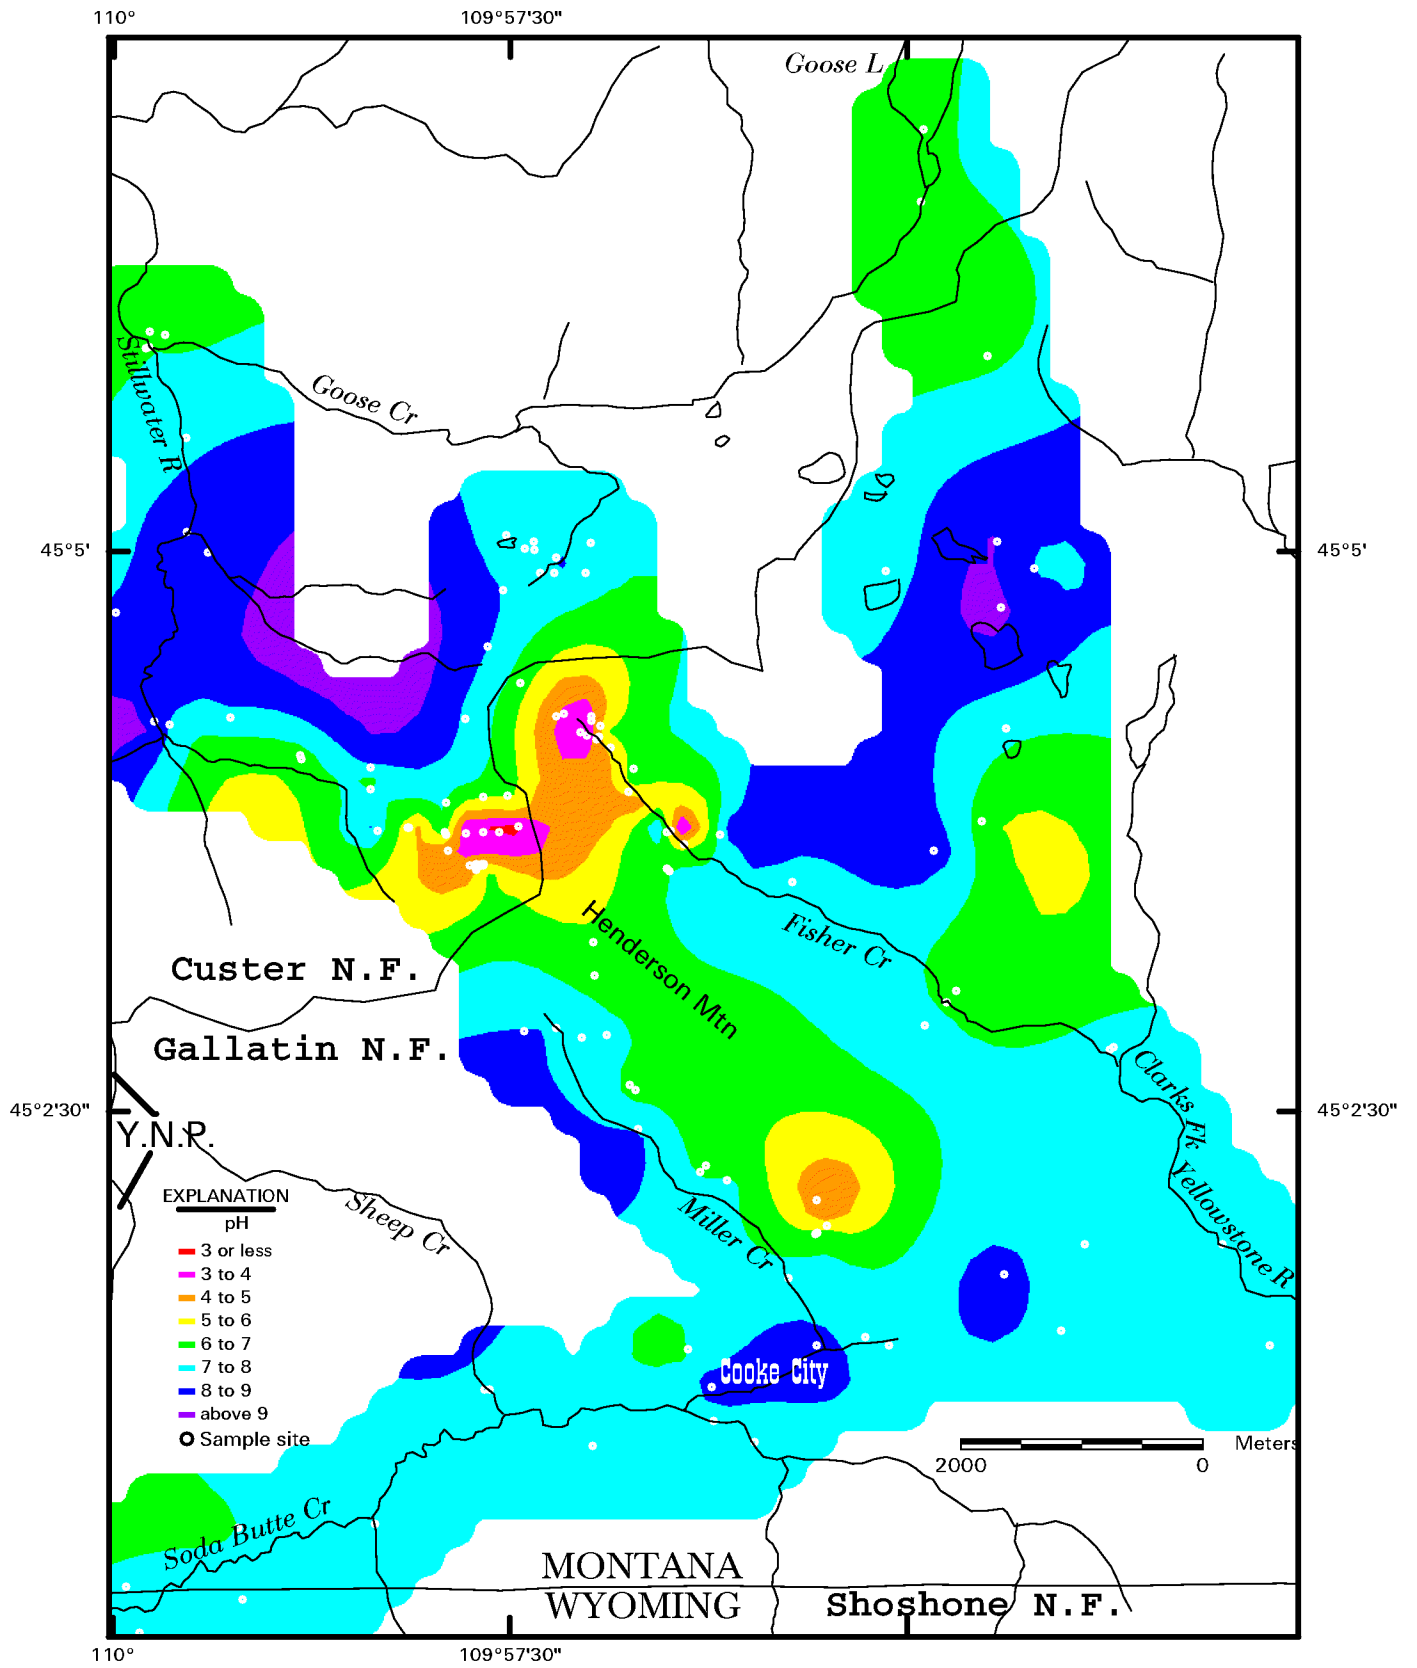 110°
109°57'30"
Goose L
Stillwater R
Goose Cr
45°5'
45°5'
Henderson Mtn
Fisher Cr
Custer N.F.
Gallatin N.F.
Clarks Fk
Yellowstone R
45°2'30"
45°2'30"
Y.N.P.
EXPLANATION
pH
3 or less
3 to 4
4 to 5
5 to 6
6 to 7
7 to 8
8 to 9
above 9
Sample site
Sheep Cr
Miller Cr
Cooke City
Meters
2000
0
Soda Butte Cr
MONTANA
WYOMING
Shoshone N.F.
110°
109°57'30"